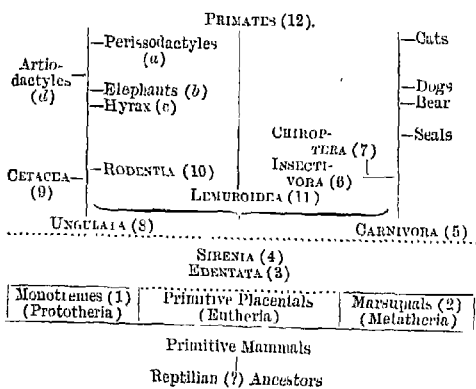 PRIMATES (12).
Perissodactyles
(a)
Cats
Artio-
dactyles
(d)
Elephants (b)
Hyrax (c)
Dogs
Bear
CHIROP-
TERA (7)
Seals
CETACEA
(9)
RODENTIA (10)
INSECTI-
VORA (6)
LEMUROIDEA (11)
UNGULATA (8)
CARNIVORA (5)
SIRENIA (4)
EDENTATA (3)
Monotremes (1)
(Prototheria)
Primitive Placentals
(Eutheria)
Marsupials (2)
(Metatheria)
Primitive Mammals
Reptilian (?) Ancestors